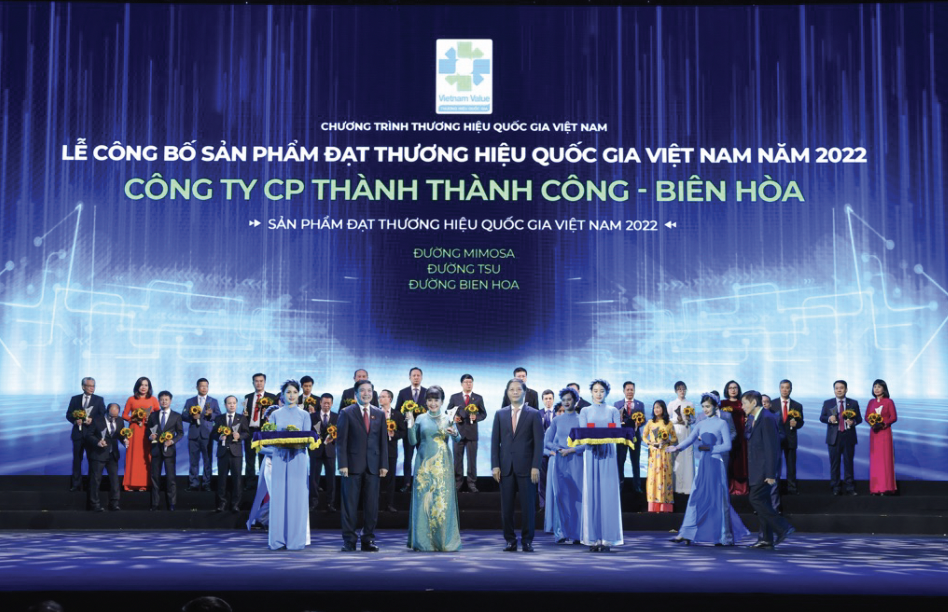 Vietnam Value
CHƯƠNG TRÌNH THƯƠNG HIỆU QUỐC GIA VIỆT NAM
LỄ CÔNG BỐ SẢN PHẨM ĐẠT THƯƠNG HIỆU QUỐC GIA VIỆT NAM NĂM 2022
CÔNG TY CP THÀNH THÀNH CÔNG - BIÊN HÒA
SẢN PHẨM ĐẠT THƯƠNG HIỆU QUỐC GIA VIỆT NAM 2022
ĐƯỜNG MIMOSA
ĐƯỜNG TSU
ĐƯỜNG BIEN HOA